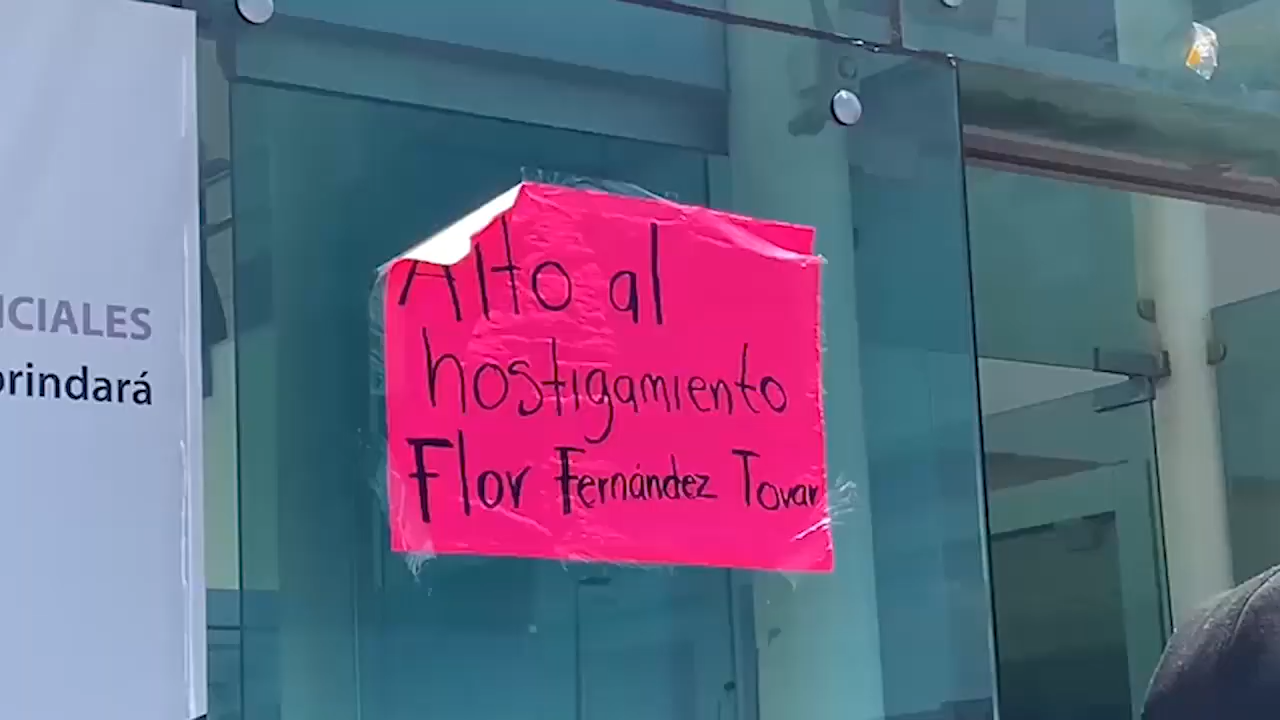 ICIALES
brindará
Alto al
hostigamiento
Flor Fernández Tovar